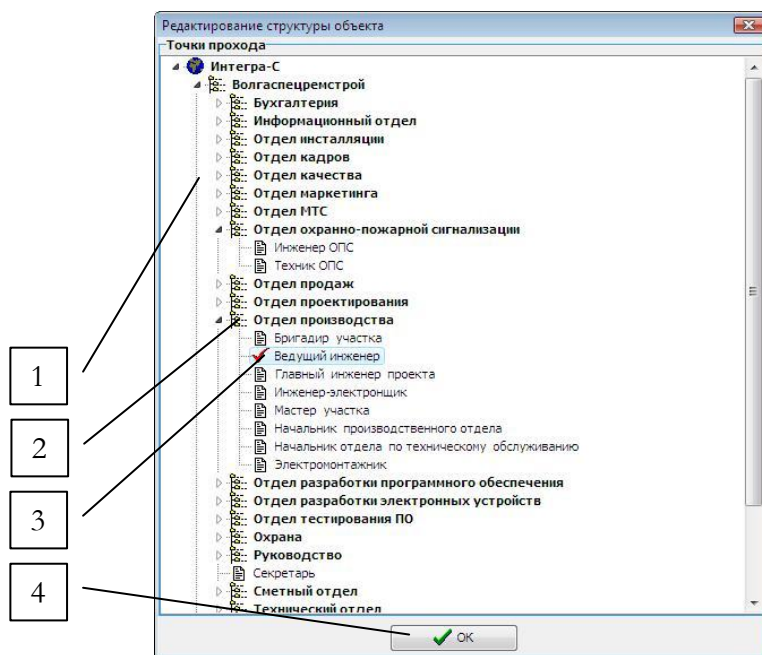 Редактирование структуры объекта
Точки прохода
Интегра-С
Волгаспецремстрой
Бухгалтерия
Информационный отдел
Отдел инсталляции
Отдел кадров
Отдел качества
Отдел маркетинга
Отдел МТС
Отдел охранно-пожарной сигнализации
Инженер ОПС
Техник ОПС
Отдел продаж
Отдел проектирования
Отдел производства
Бригадир участка
Ведущий инженер
Главный инженер проекта
Инженер-электронщик
Мастер участка
Начальник производственного отдела
Начальник отдела по техническому обслуживанию
Электромонтажник
Отдел разработки программного обеспечения
Отдел разработки электронных устройств
Отдел тестирования ПО
Охрана
Руководство
Секретарь
Сметный отдел
Технический отдел
OK
1
2
3
4